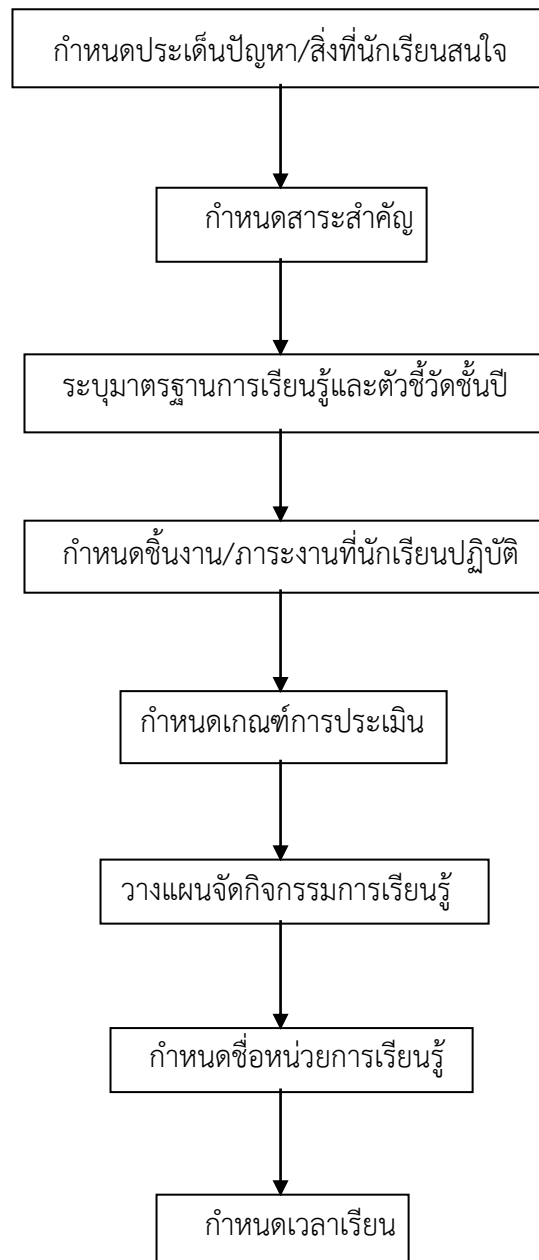 กำหนดประเด็นปัญหา/สิ่งที่นักเรียนสนใจ
กำหนดสาระสำคัญ
ระบุมาตรฐานการเรียนรู้และตัวชี้วัดชั้นปี
กำหนดชิ้นงาน/ภาระงานที่นักเรียนปฏิบัติ
กำหนดเกณฑ์การประเมิน
วางแผนจัดกิจกรรมการเรียนรู้
กำหนดชื่อหน่วยการเรียนรู้
กำหนดเวลาเรียน